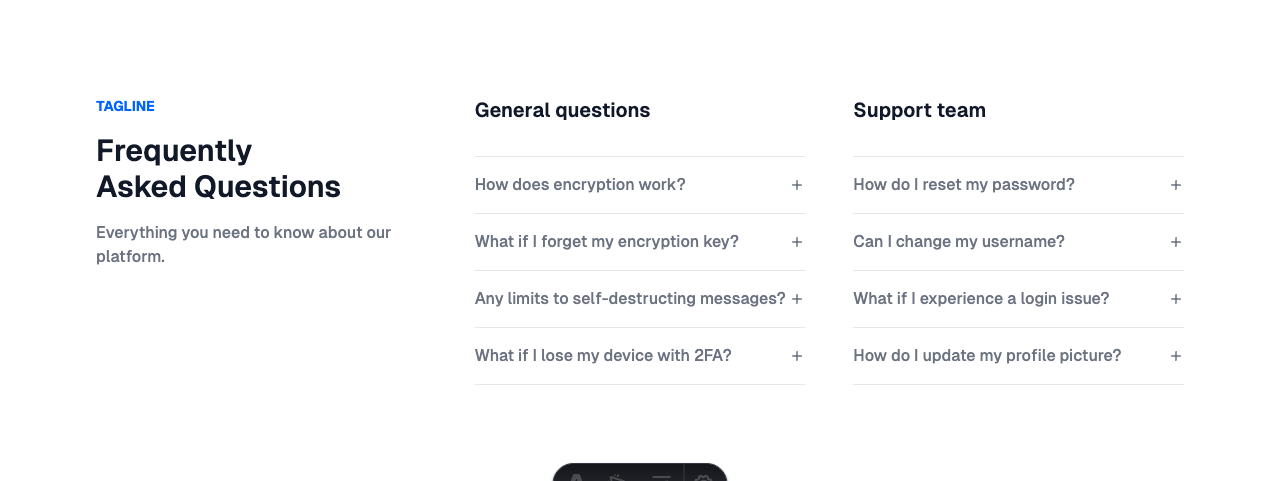 TAGLINE
Frequently
Asked Questions
Everything you need to know about our
platform.
General questions
How does encryption work?
What if I forget my encryption key?
Any limits to self-destructing messages?
What if I lose my device with 2FA?
Support team
How do I reset my password?
Can I change my username?
What if I experience a login issue?
How do I update my profile picture?